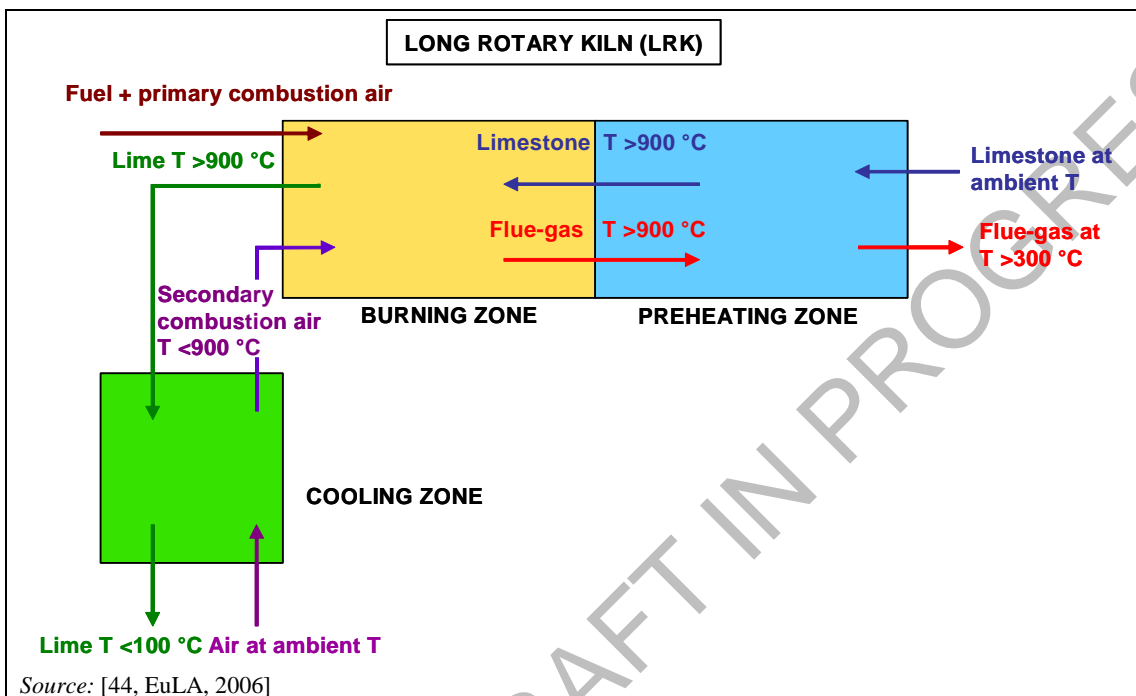 LONG ROTARY KILN (LRK)
Fuel + primary combustion air
Lime T >900 °C
Limestone T >900 °C
Limestone at
ambient T
Flue-gas T >900 °C
Flue-gas at
T >300 °C
Secondary
combustion air
T <900 °C
BURNING ZONE
PREHEATING ZONE
COOLING ZONE
Lime T <100 °C
Air at ambient T
Source: [44, EuLA, 2006]
DRAFT IN PROGRES